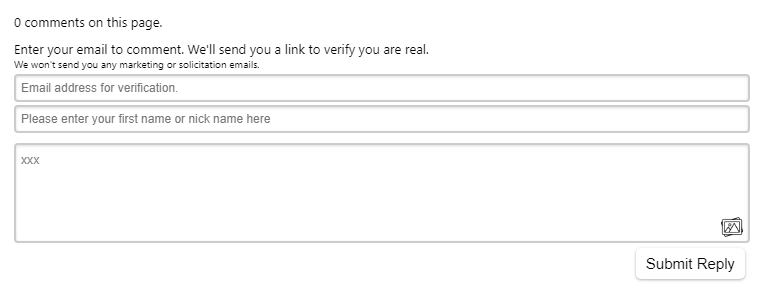 0 comments on this page.
Enter your email to comment. We'll send you a link to verify you are real.
We won't send you any marketing or solicitation emails.
Email address for verification.
Please enter your first name or nick name here
xxx
Submit Reply